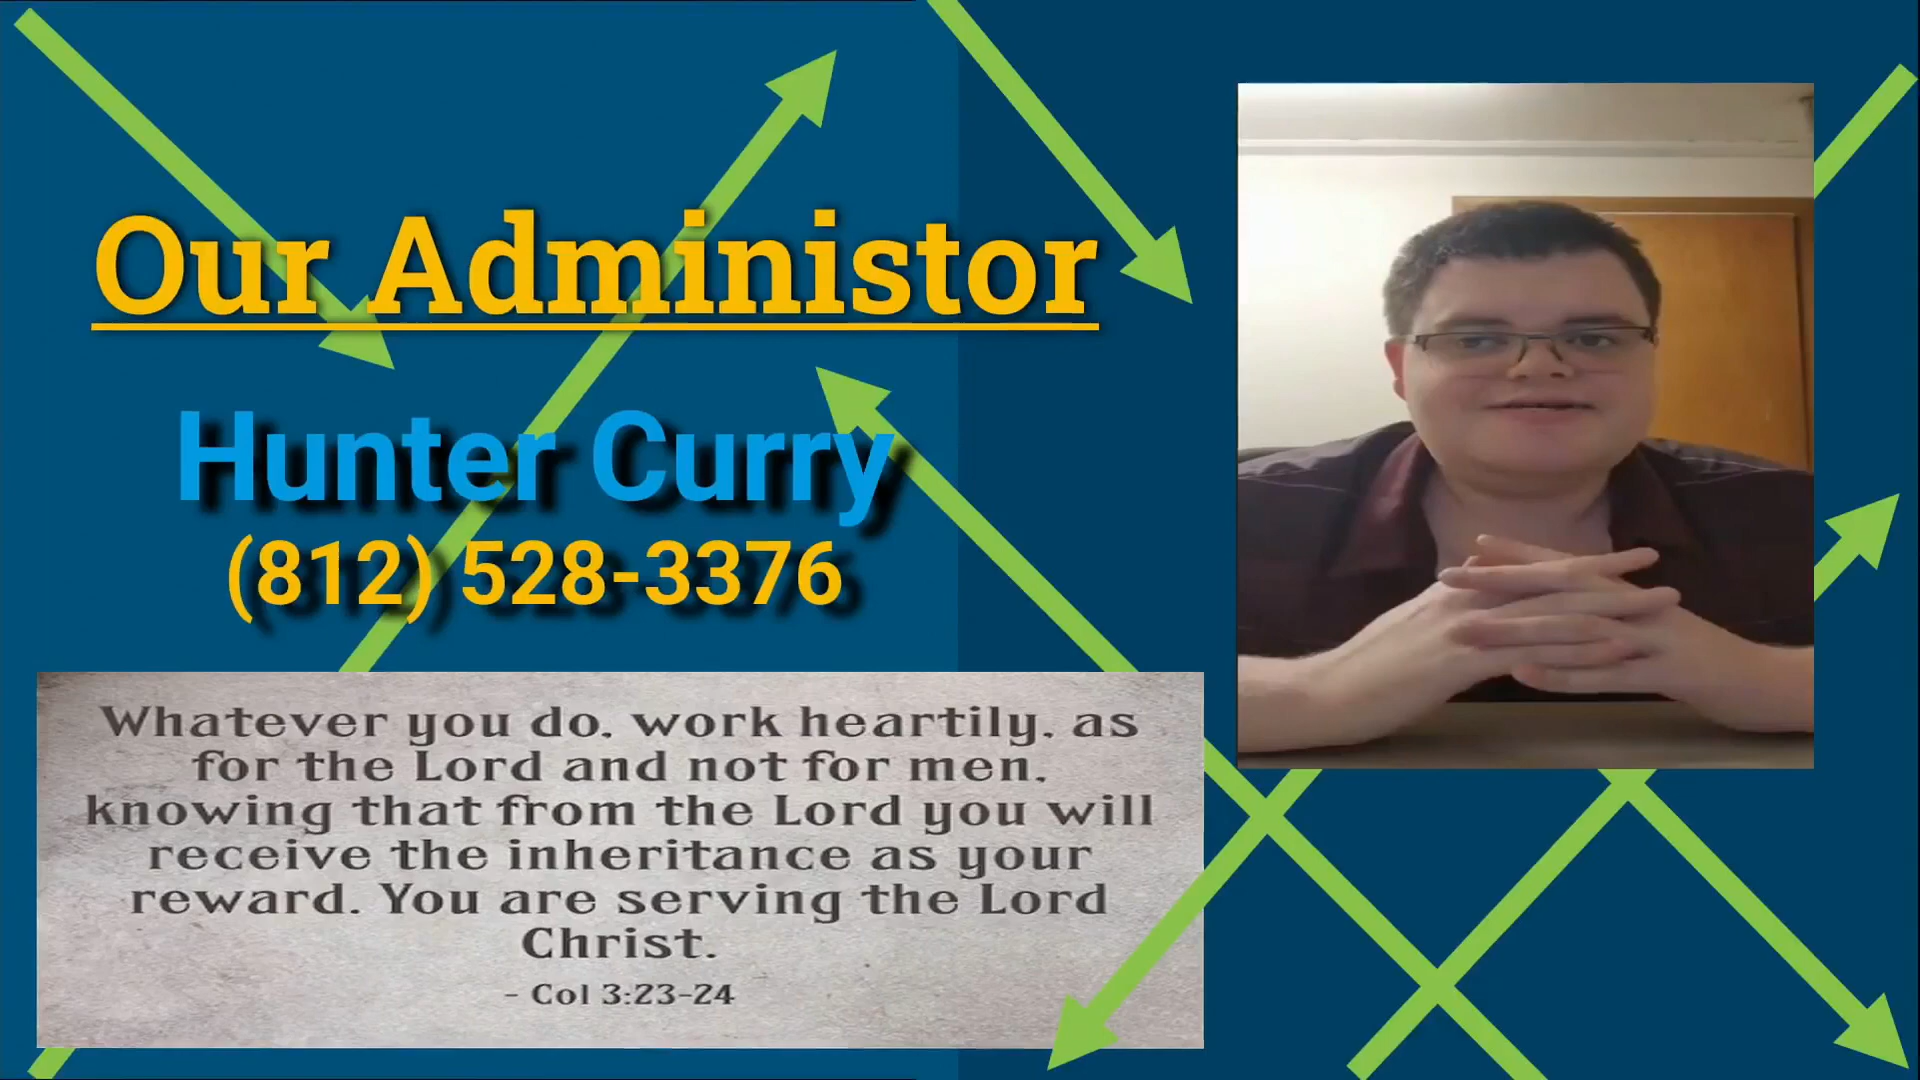 Our Administor
Hunter Curry
(812) 528-3376
Whatever you do, work heartily, as
for the Lord and not for men,
knowing that from the Lord you will
receive the inheritance as your
reward. You are serving the Lord
Christ.
- Col 3:23-24